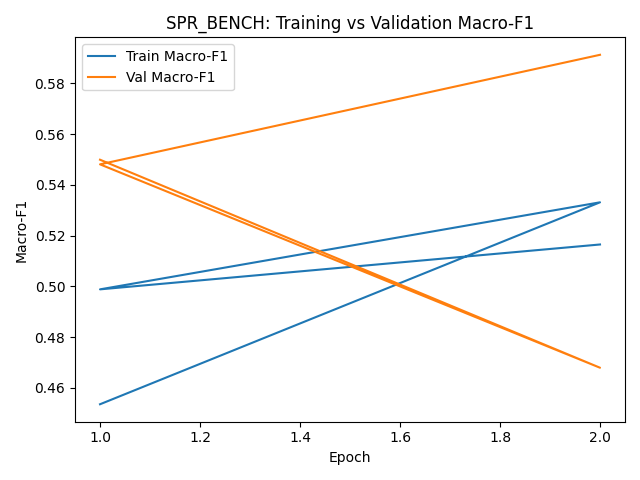 SPR_BENCH: Training vs Validation Macro-F1
Train Macro-F1
Val Macro-F1
Macro-F1
0.58
0.56
0.54
0.52
0.50
0.48
0.46
1.0
1.2
1.4
1.6
1.8
2.0
Epoch